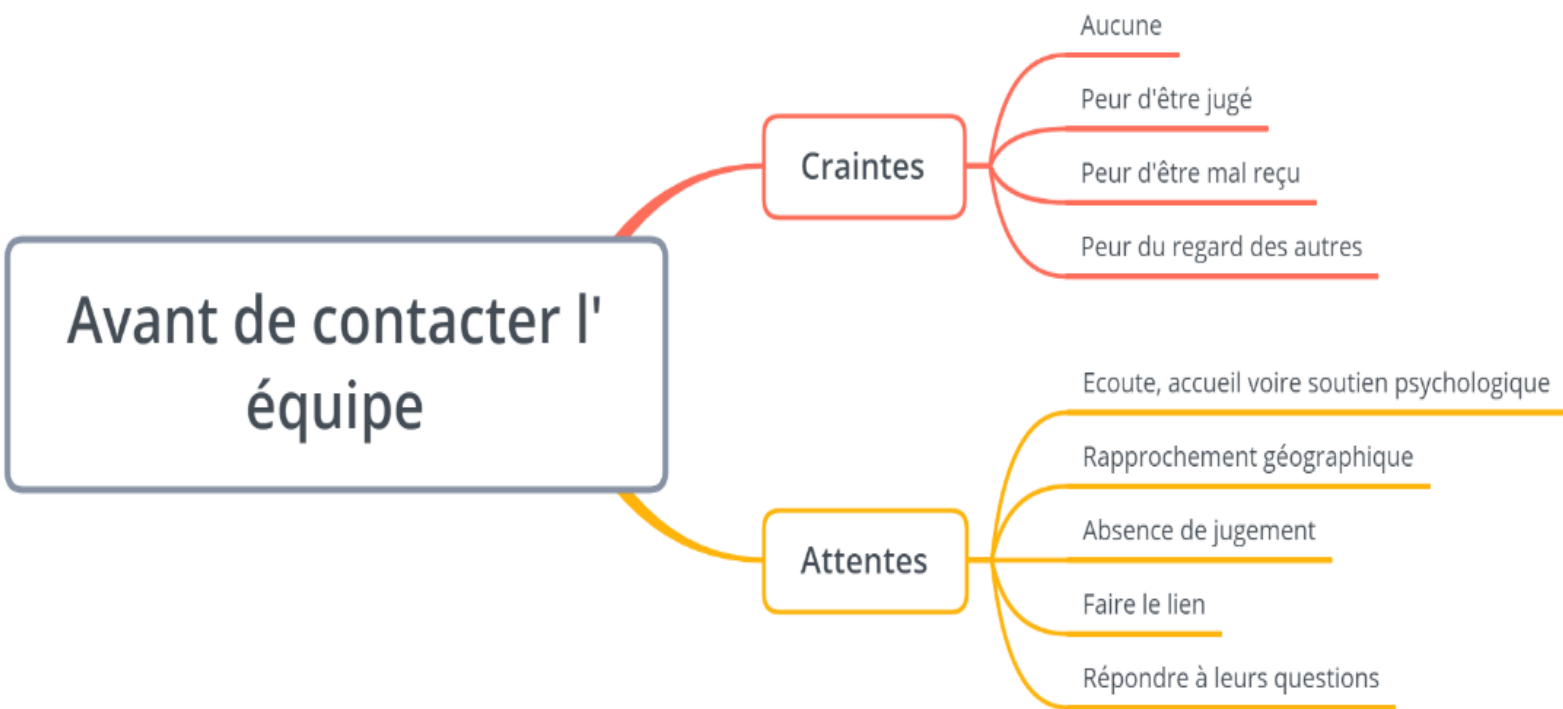 Avant de contacter l'
équipe
Craintes
Aucune
Peur d'être jugé
Peur d'être mal reçu
Peur du regard des autres
Attentes
Ecoute, accueil voire soutien psychologique
Rapprochement géographique
Absence de jugement
Faire le lien
Répondre à leurs questions